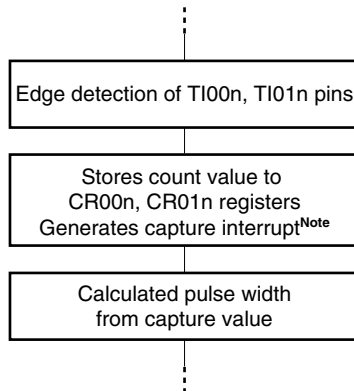 Edge detection of TI00n, TI01n pins
Stores count value to
CR00n, CR01n registers
Generates capture interruptNote
Calculated pulse width
from capture value